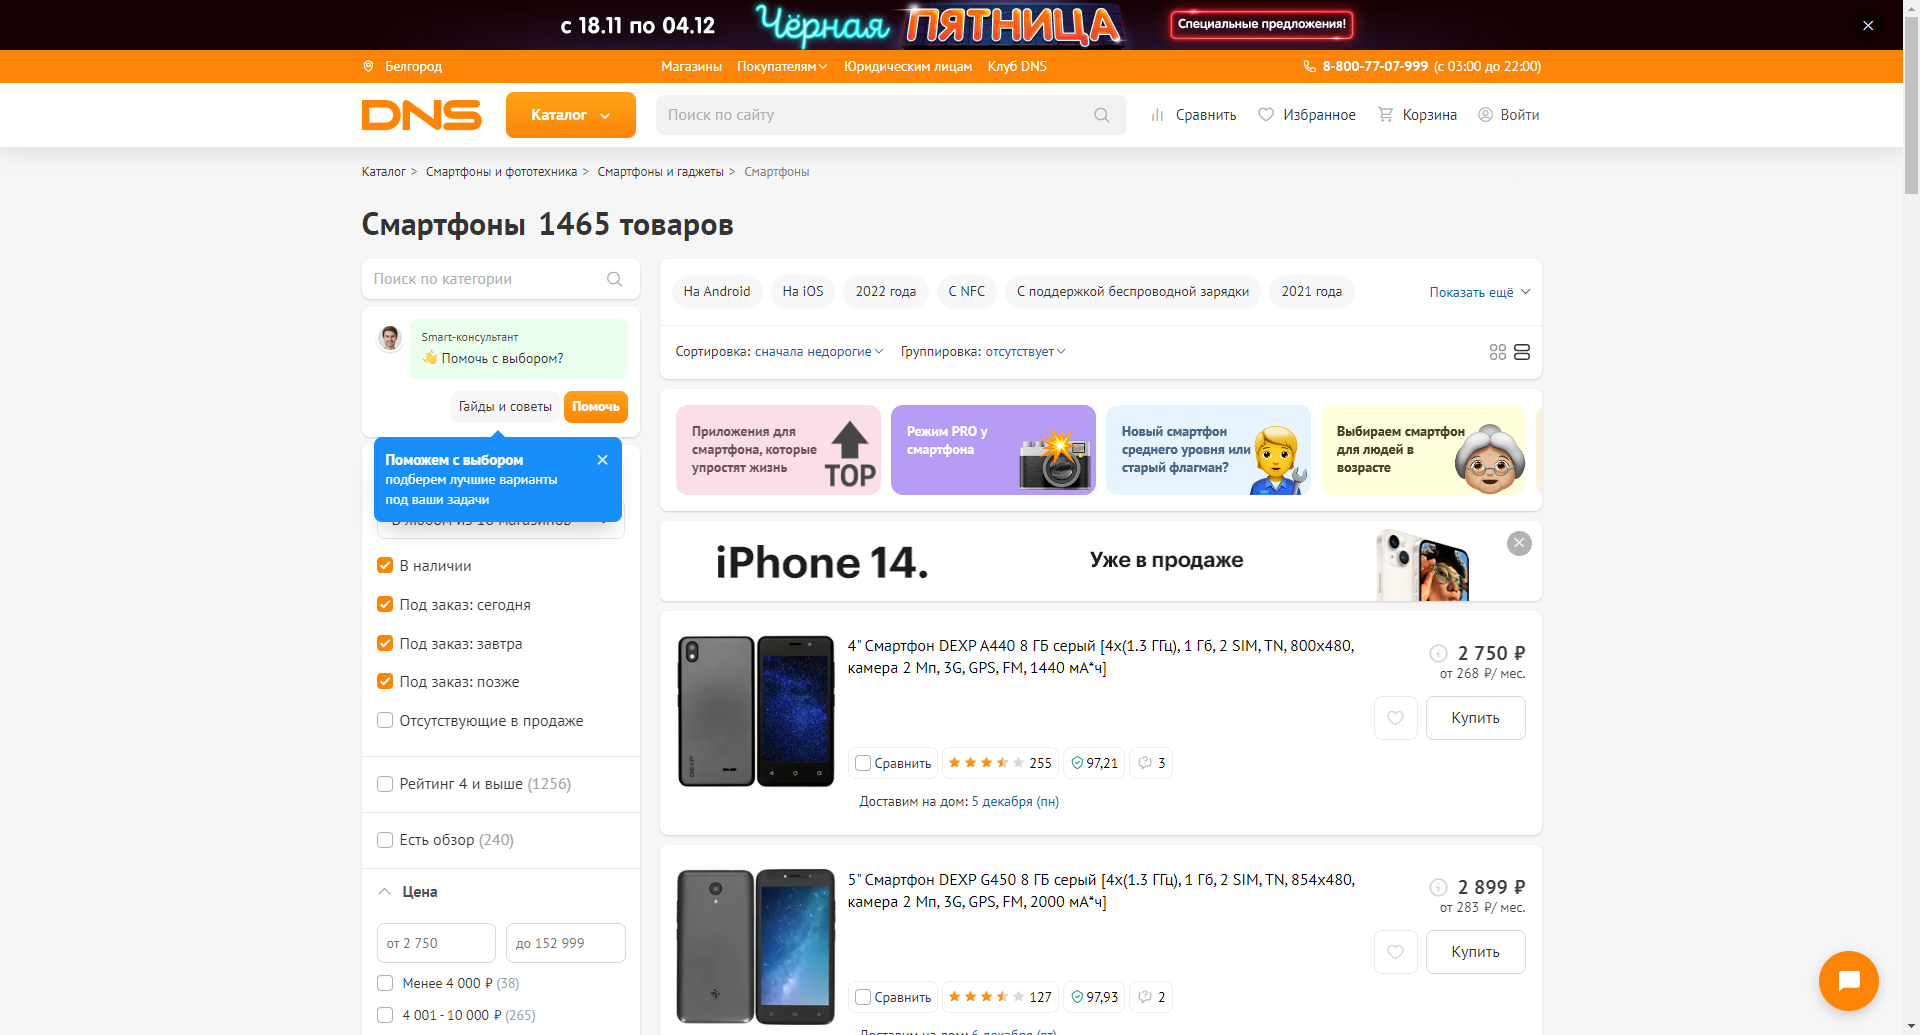 с 18.11 по 04.12 Чёрная ПЯТНИЦА Специальные предложения!
Белгород Магазины Покупателям Юридическим лицам Клуб DNS 8-800-77-07-999 (с 03:00 до 22:00)
DNS Каталог Поиск по сайту Сравнить Избранное Корзина Войти
Каталог > Смартфоны и фототехника > Смартфоны и гаджеты > Смартфоны
Смартфоны 1465 товаров
Поиск по категории
Smart-консультант
Помочь с выбором?
Гайды и советы Помочь
Поможем с выбором
подберем лучшие варианты
под ваши задачи
В наличии
Под заказ: сегодня
Под заказ: завтра
Под заказ: позже
Отсутствующие в продаже
Рейтинг 4 и выше (1256)
Есть обзор (240)
Цена
от 2 750 до 152 999
Менее 4 000 ₽ (38)
4 001 - 10 000 ₽ (265)
На Android На iOS 2022 года С NFC С поддержкой беспроводной зарядки 2021 года Показать ещё
Сортировка: сначала недорогие Группировка: отсутствует
Приложения для
смартфона, которые
упростят жизнь
TOP
Режим PRO у
смартфона
Новый смартфон
среднего уровня или
старый флагман?
Выбираем смартфон
для людей в
возрасте
iPhone 14. Уже в продаже
4" Смартфон DEXP A440 8 ГБ серый [4x(1.3 ГГц), 1 Гб, 2 SIM, TN, 800x480,
камера 2 Мп, 3G, GPS, FM, 1440 мА*ч]
2 750 ₽
от 268 ₽/ мес.
Купить
Сравнить 255 97,21 3
Доставим на дом: 5 декабря (пн)
5" Смартфон DEXP G450 8 ГБ серый [4x(1.3 ГГц), 1 Гб, 2 SIM, TN, 854x480,
камера 2 Мп, 3G, GPS, FM, 2000 мА*ч]
2 899 ₽
от 283 ₽/ мес.
Купить
Сравнить 127 97,93 2